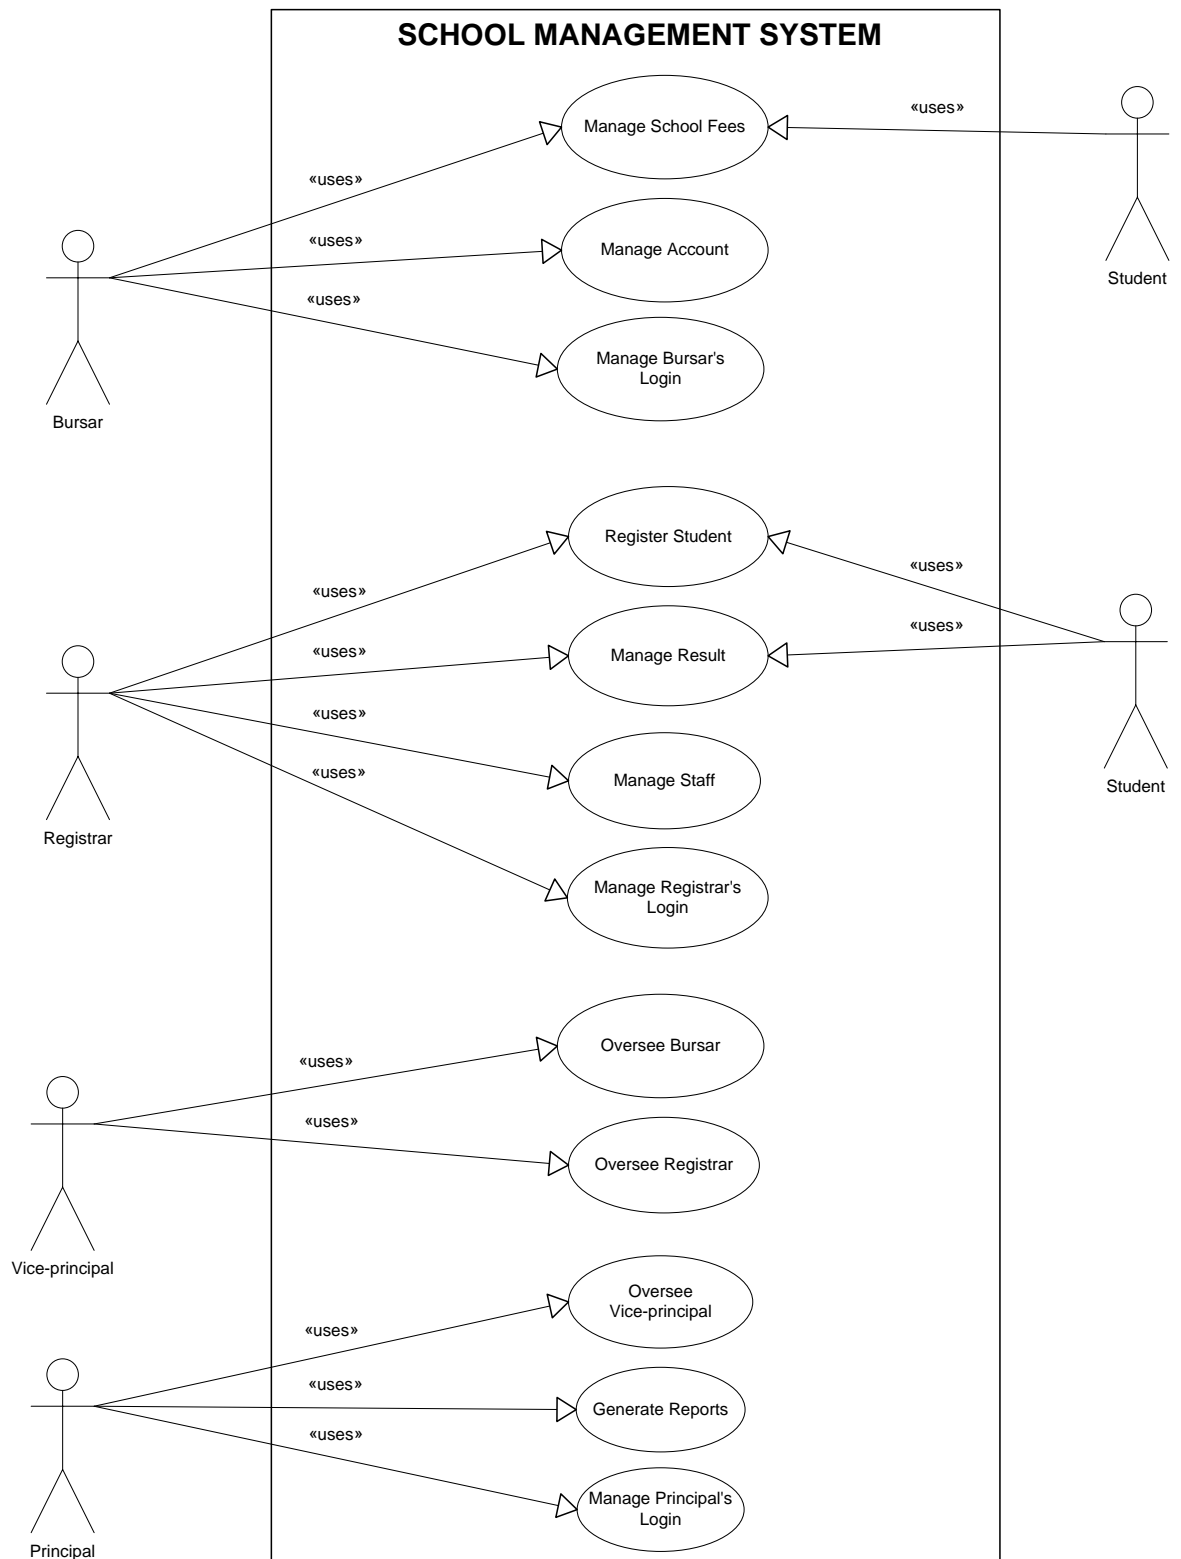 SCHOOL MANAGEMENT SYSTEM
Manage School Fees
«uses»
«uses»
«uses»
Manage Account
«uses»
Manage Bursar's
Login
Student
Bursar
Register Student
«uses»
«uses»
«uses»
Manage Result
«uses»
«uses»
Manage Staff
«uses»
Manage Registrar's
Login
Student
Registrar
Oversee Bursar
«uses»
«uses»
Oversee Registrar
Vice-principal
Oversee
Vice-principal
«uses»
«uses»
Generate Reports
«uses»
Manage Principal's
Login
Principal